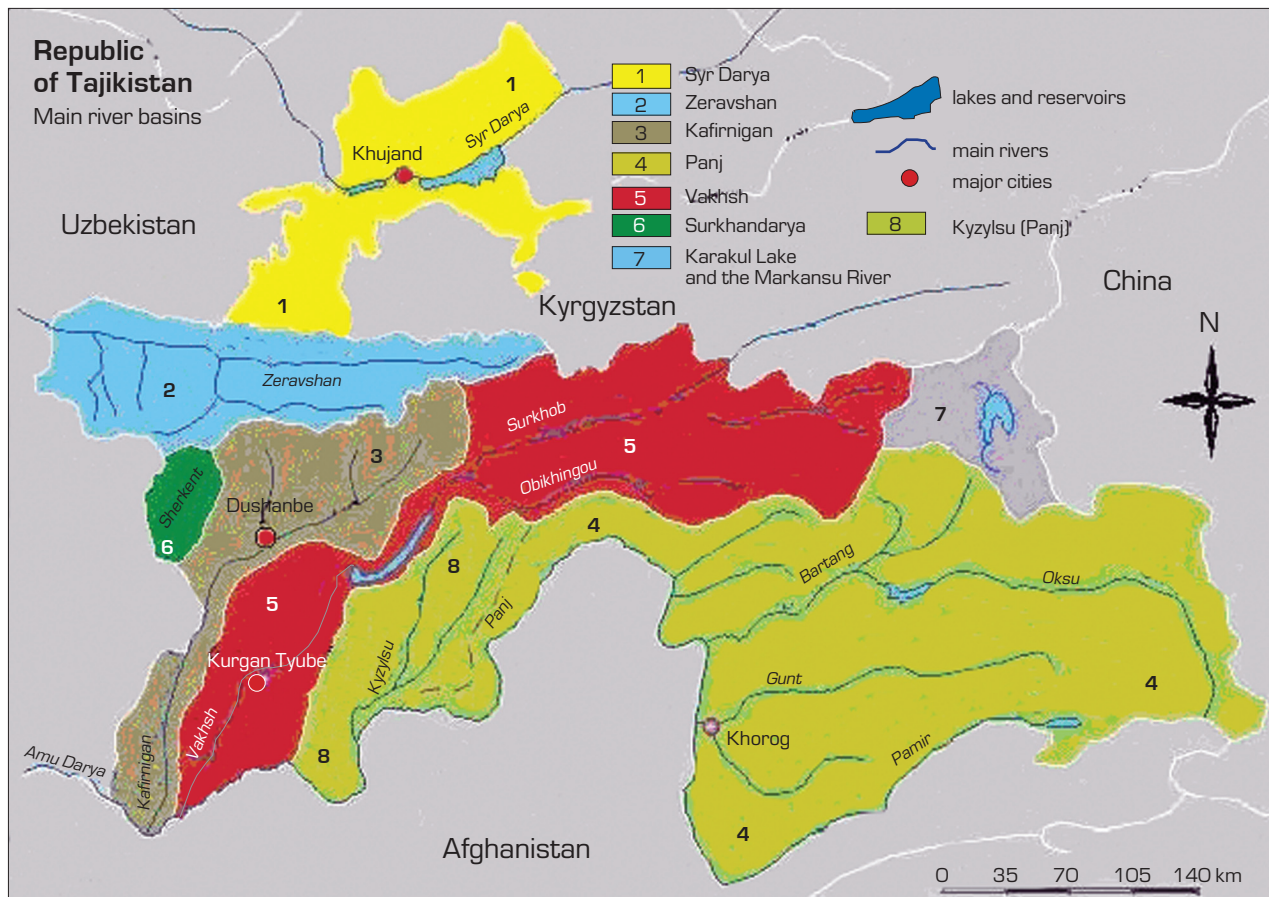 Republic
of Tajikistan
Main river basins
1 Syr Darya
2 Zeravshan
3 Kafirnigan
4 Panj
5 Vakhsh
6 Surkhandarya
7 Karakul Lake
and the Markansu River
lakes and reservoirs
main rivers
major cities
8 Kyzylsu (Panj)
1
Syr Darya
Khujand
Uzbekistan
China
Kyrgyzstan
1
N
2
Zeravshan
Surkhob
7
3
5
Obikhingou
Sherkent
Dushanbe
4
6
8
Bartang
Oksu
5
Panj
Kyzylsu
Kurgan Tyube
Gunt
4
Vakhsh
Khorog
Pamir
8
Amu Darya
Kafirnigan
4
Afghanistan
0 35 70 105 140 km